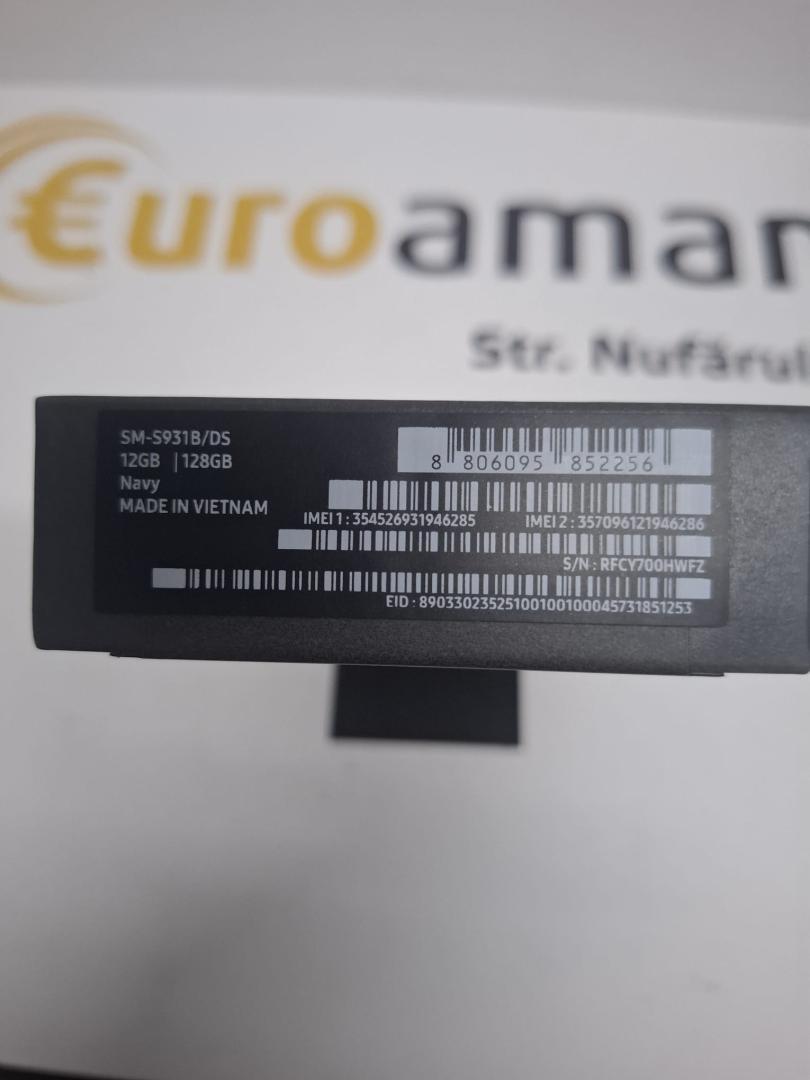 €uroaman
Str. Nufărul
SM-S931B/DS
12GB | 128GB
Navy
MADE IN VIETNAM
8 806095 852256
IMEI 1 : 354526931946285 IMEI 2 : 357096121946286
S/N : RFCY700HWFZ
EID : 89033023525100100100045731851253